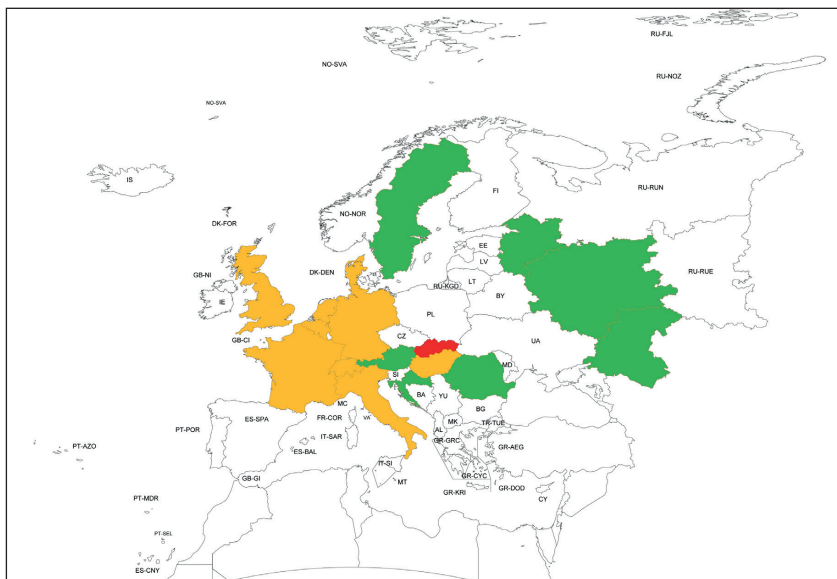 RU-FJL
NO-SVA
RU-NOZ
NO-SVA
IS
FI
RU-RUN
NO-NOR
DK-FOR
EE
LV
RU-RUE
GB-NI
DK-DEN
LT
RU-KGD
BY
IE
PL
GB-CI
CZ
UA
MD
SI
BA
YU
MC
BG
ES-SPA
FR-COR
VA
MK
TR-TUE
PT-POR
AL
IT-SAR
GR-GRC
GR-AEG
PT-AZO
ES-BAL
IT-SI
GR-CYC
GB-GI
MT
GR-DOD
GR-KRI
CY
PT-MDR
PT-SEL
ES-CNY